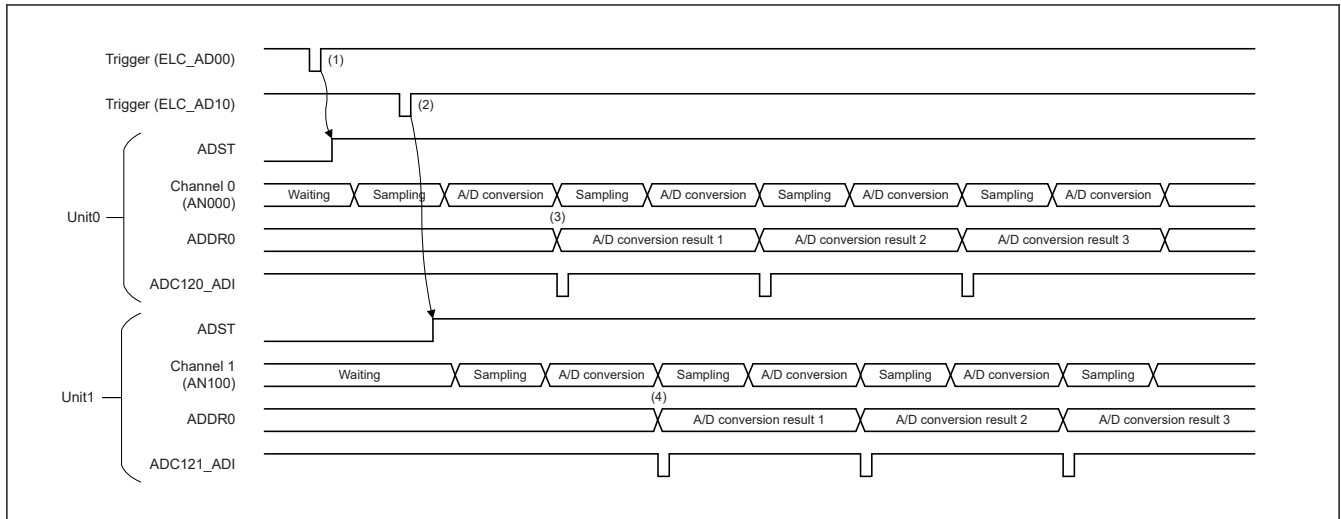 Trigger (ELC_AD00)
(1)
Trigger (ELC_AD10)
(2)
Unit0
ADST
Channel 0
(AN000)
Waiting
Sampling
A/D conversion
Sampling
A/D conversion
Sampling
A/D conversion
Sampling
A/D conversion
(3)
ADDR0
A/D conversion result 1
A/D conversion result 2
A/D conversion result 3
ADC120_ADI
Unit1
ADST
Channel 1
(AN100)
Waiting
Sampling
A/D conversion
Sampling
A/D conversion
Sampling
A/D conversion
Sampling
(4)
ADDR0
A/D conversion result 1
A/D conversion result 2
A/D conversion result 3
ADC121_ADI